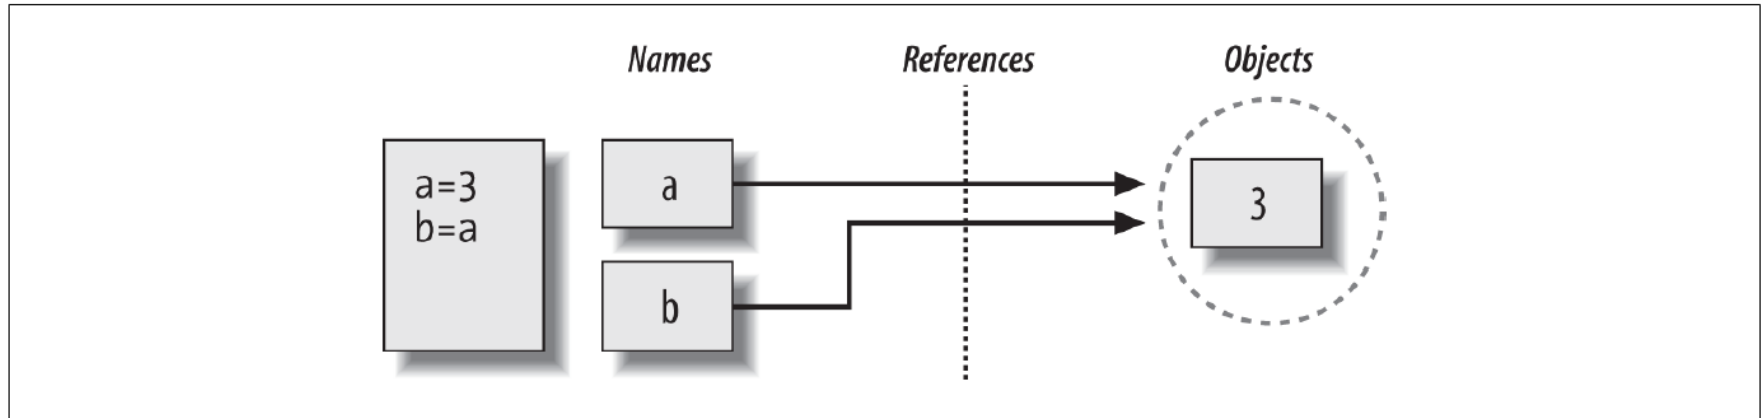 Names
References
Objects
a=3
b=a
a
b
3